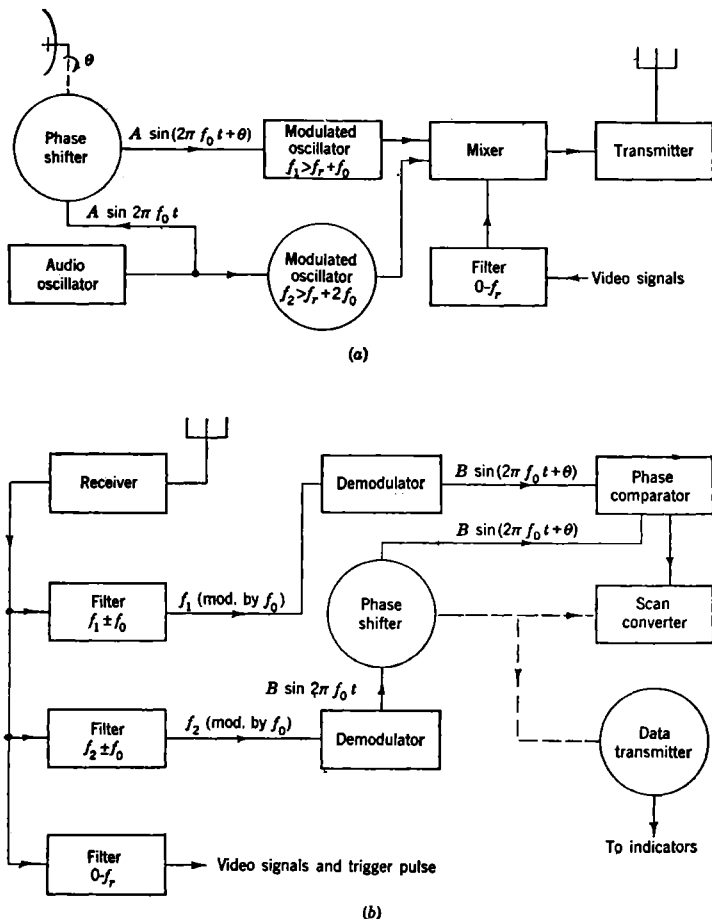 θ
Phase
shifter
A sin(2π f₀ t+θ)
Modulated
oscillator
f₁>fᵣ+f₀
Mixer
Transmitter
A sin 2π f₀ t
Audio
oscillator
Modulated
oscillator
f₂>fᵣ+2f₀
Filter
0-fᵣ
Video signals
(a)
Receiver
Demodulator
B sin(2π f₀ t+θ)
Phase
comparator
B sin(2π f₀ t+θ)
Filter
f₁±f₀
f₁ (mod. by f₀)
Phase
shifter
Scan
converter
B sin 2π f₀ t
Filter
f₂±f₀
f₂ (mod. by f₀)
Demodulator
Data
transmitter
Filter
0-fᵣ
Video signals and trigger pulse
To indicators
(b)